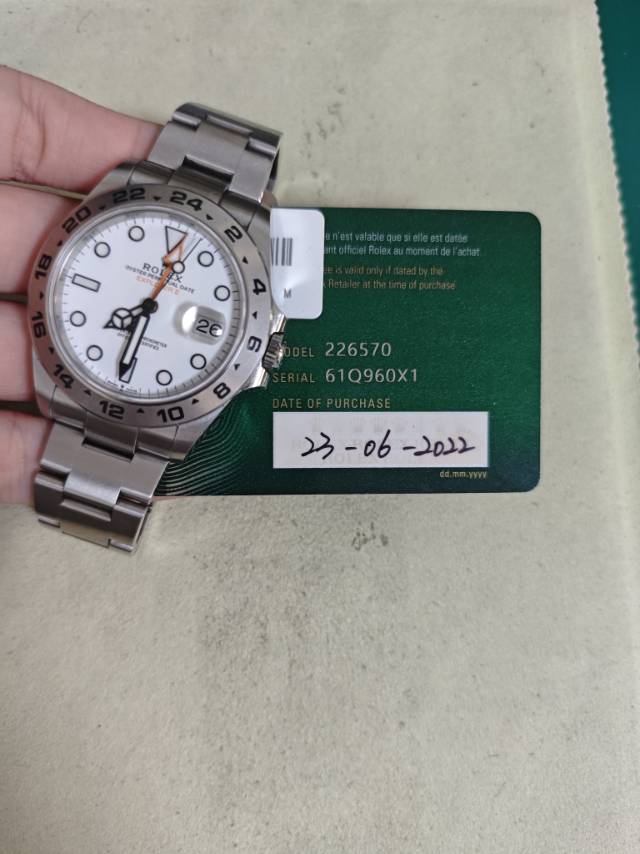 22
24
2
4
6
8
10
12
14
16
18
20
ROLEX
OYSTER PERPETUAL DATE
EXPLORER II
26
M
e n'est valable que si elle est datée
ant officiel Rolex au moment de l'achat.
ee is valid only if dated by the
x Retailer at the time of purchase
MODEL 226570
SERIAL 61Q960X1
DATE OF PURCHASE
23-06-2022
dd.mm.yyyy